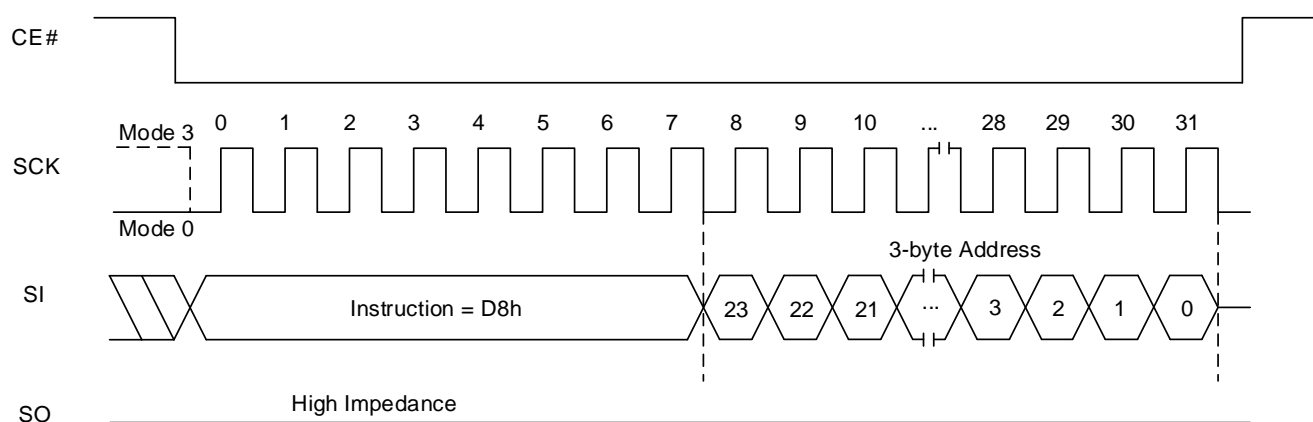 CE#
Mode 3 0 1 2 3 4 5 6 7 8 9 10 ... 28 29 30 31
SCK
Mode 0
3-byte Address
SI Instruction = D8h 23 22 21 ... 3 2 1 0
High Impedance
SO